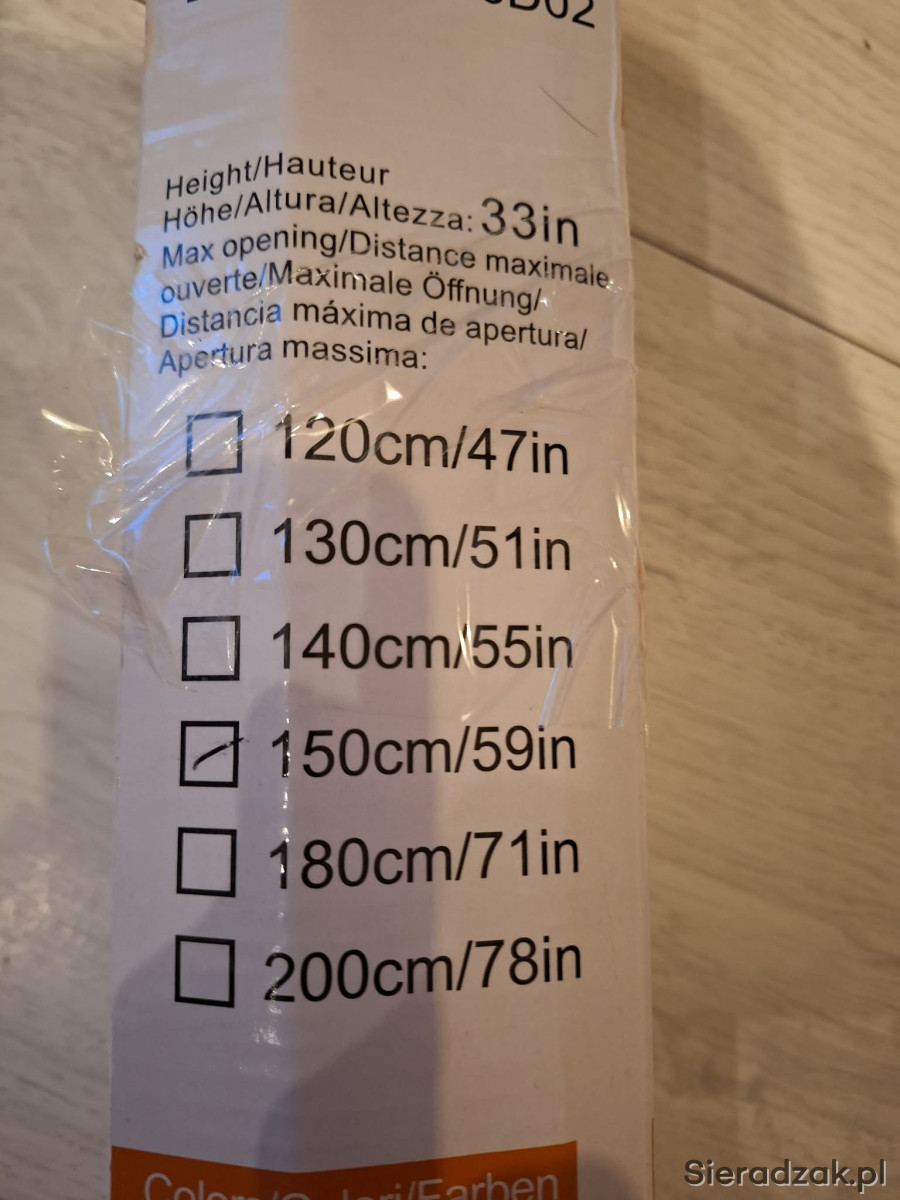 Height/Hauteur
Höhe/Altura/Altezza: 33in
Max opening/Distance maximale
ouverte/Maximale Öffnung/
Distancia máxima de apertura/
Apertura massima:
120cm/47in
130cm/51in
140cm/55in
150cm/59in
180cm/71in
200cm/78in
Sieradzak.pl